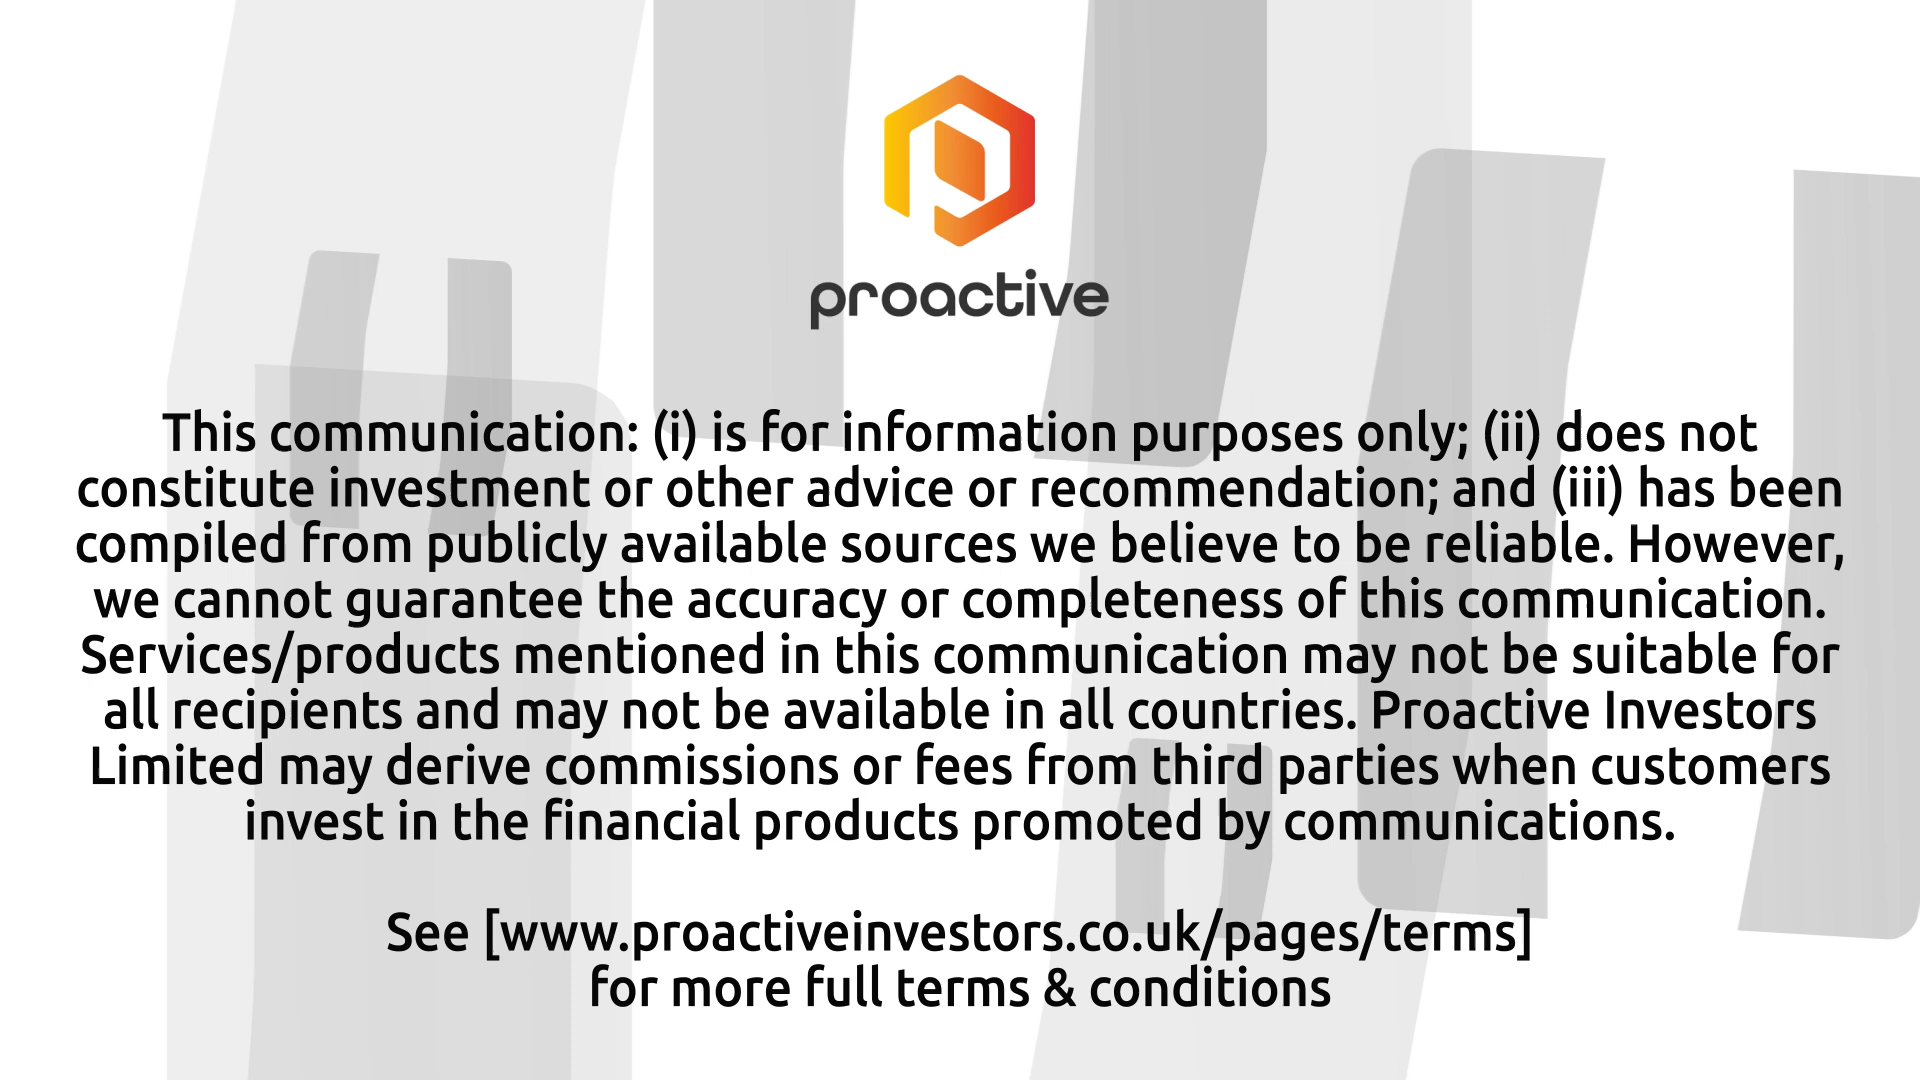 proactive
This communication: (i) is for information purposes only; (ii) does not
constitute investment or other advice or recommendation; and (iii) has been
compiled from publicly available sources we believe to be reliable. However,
we cannot guarantee the accuracy or completeness of this communication.
Services/products mentioned in this communication may not be suitable for
all recipients and may not be available in all countries. Proactive Investors
Limited may derive commissions or fees from third parties when customers
invest in the financial products promoted by communications.
See [www.proactiveinvestors.co.uk/pages/terms]
for more full terms & conditions